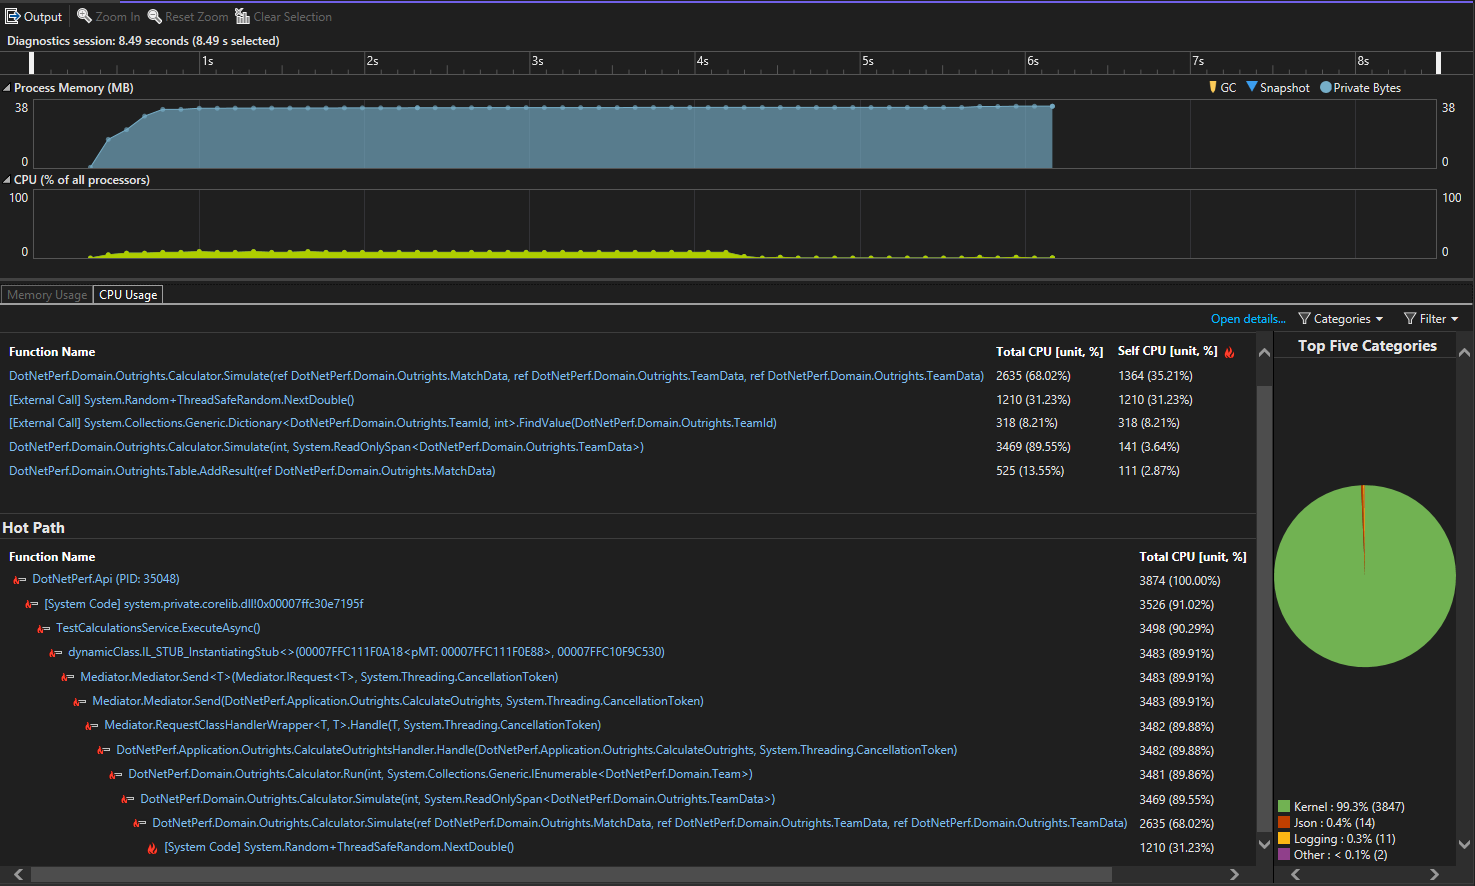 Output Zoom In Reset Zoom Clear Selection
Diagnostics session: 8.49 seconds (8.49 s selected)
1s 2s 3s 4s 5s 6s 7s 8s
Process Memory (MB) GC Snapshot Private Bytes
38 38
0 0
CPU (% of all processors)
100 100
0 0
Memory Usage CPU Usage
Open details... Categories Filter
Function Name Total CPU [unit, %] Self CPU [unit, %]
DotNetPerf.Domain.Outrights.Calculator.Simulate(ref DotNetPerf.Domain.Outrights.MatchData, ref DotNetPerf.Domain.Outrights.TeamData, ref DotNetPerf.Domain.Outrights.TeamData) 2635 (68.02%) 1364 (35.21%)
[External Call] System.Random+ThreadSafeRandom.NextDouble() 1210 (31.23%) 1210 (31.23%)
[External Call] System.Collections.Generic.Dictionary<DotNetPerf.Domain.Outrights.TeamId, int>.FindValue(DotNetPerf.Domain.Outrights.TeamId) 318 (8.21%) 318 (8.21%)
DotNetPerf.Domain.Outrights.Calculator.Simulate(int, System.ReadOnlySpan<DotNetPerf.Domain.Outrights.TeamData>) 3469 (89.55%) 141 (3.64%)
DotNetPerf.Domain.Outrights.Table.AddResult(ref DotNetPerf.Domain.Outrights.MatchData) 525 (13.55%) 111 (2.87%)
Hot Path
Function Name Total CPU [unit, %]
DotNetPerf.Api (PID: 35048) 3874 (100.00%)
[System Code] system.private.corelib.dll!0x00007ffc30e7195f 3526 (91.02%)
TestCalculationsService.ExecuteAsync() 3498 (90.29%)
dynamicClass.IL_STUB_InstantiatingStub<>(00007FFC111F0A18<pMT: 00007FFC111F0E88>, 00007FFC10F9C530) 3483 (89.91%)
Mediator.Mediator.Send<T>(Mediator.IRequest<T>, System.Threading.CancellationToken) 3483 (89.91%)
Mediator.Mediator.Send(DotNetPerf.Application.Outrights.CalculateOutrights, System.Threading.CancellationToken) 3483 (89.91%)
Mediator.RequestClassHandlerWrapper<T, T>.Handle(T, System.Threading.CancellationToken) 3482 (89.88%)
DotNetPerf.Application.Outrights.CalculateOutrightsHandler.Handle(DotNetPerf.Application.Outrights.CalculateOutrights, System.Threading.CancellationToken) 3482 (89.88%)
DotNetPerf.Domain.Outrights.Calculator.Run(int, System.Collections.Generic.IEnumerable<DotNetPerf.Domain.Team>) 3481 (89.86%)
DotNetPerf.Domain.Outrights.Calculator.Simulate(int, System.ReadOnlySpan<DotNetPerf.Domain.Outrights.TeamData>) 3469 (89.55%)
DotNetPerf.Domain.Outrights.Calculator.Simulate(ref DotNetPerf.Domain.Outrights.MatchData, ref DotNetPerf.Domain.Outrights.TeamData, ref DotNetPerf.Domain.Outrights.TeamData) 2635 (68.02%)
[System Code] System.Random+ThreadSafeRandom.NextDouble() 1210 (31.23%)
Top Five Categories
Kernel : 99.3% (3847)
Json : 0.4% (14)
Logging : 0.3% (11)
Other : < 0.1% (2)